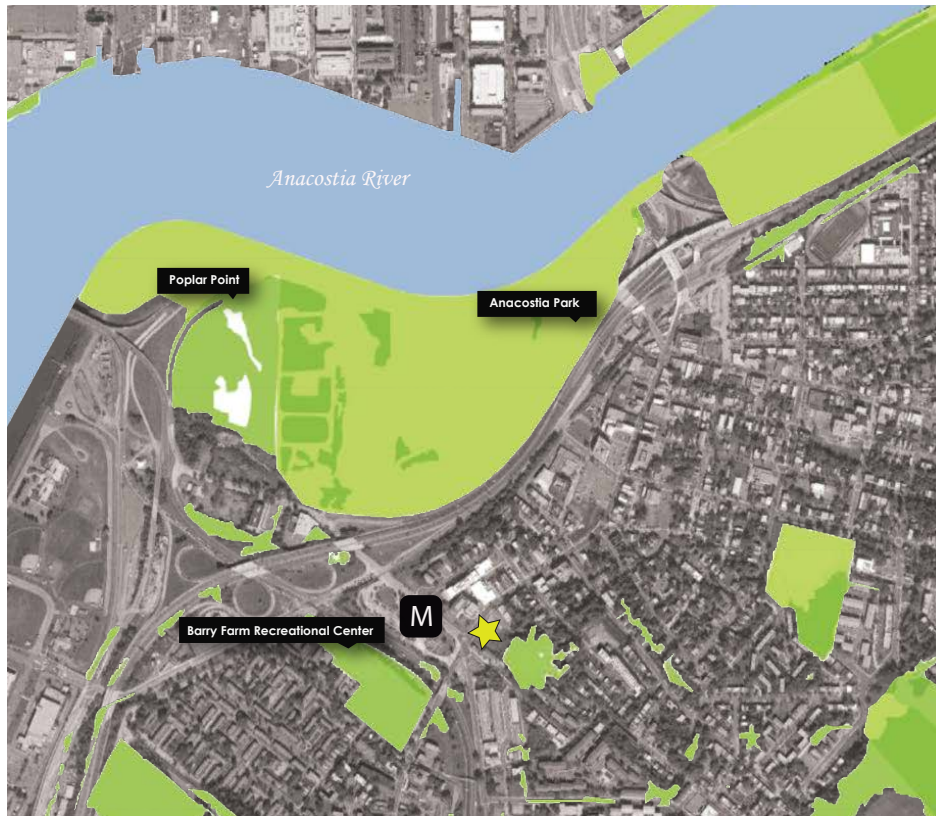 Anacostia River
Poplar Point
Anacostia Park
M
Barry Farm Recreational Center